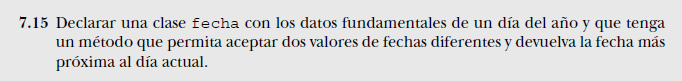 7.15 Declarar una clase fecha con los datos fundamentales de un día del año y que tenga
un método que permita aceptar dos valores de fechas diferentes y devuelva la fecha más
próxima al día actual.